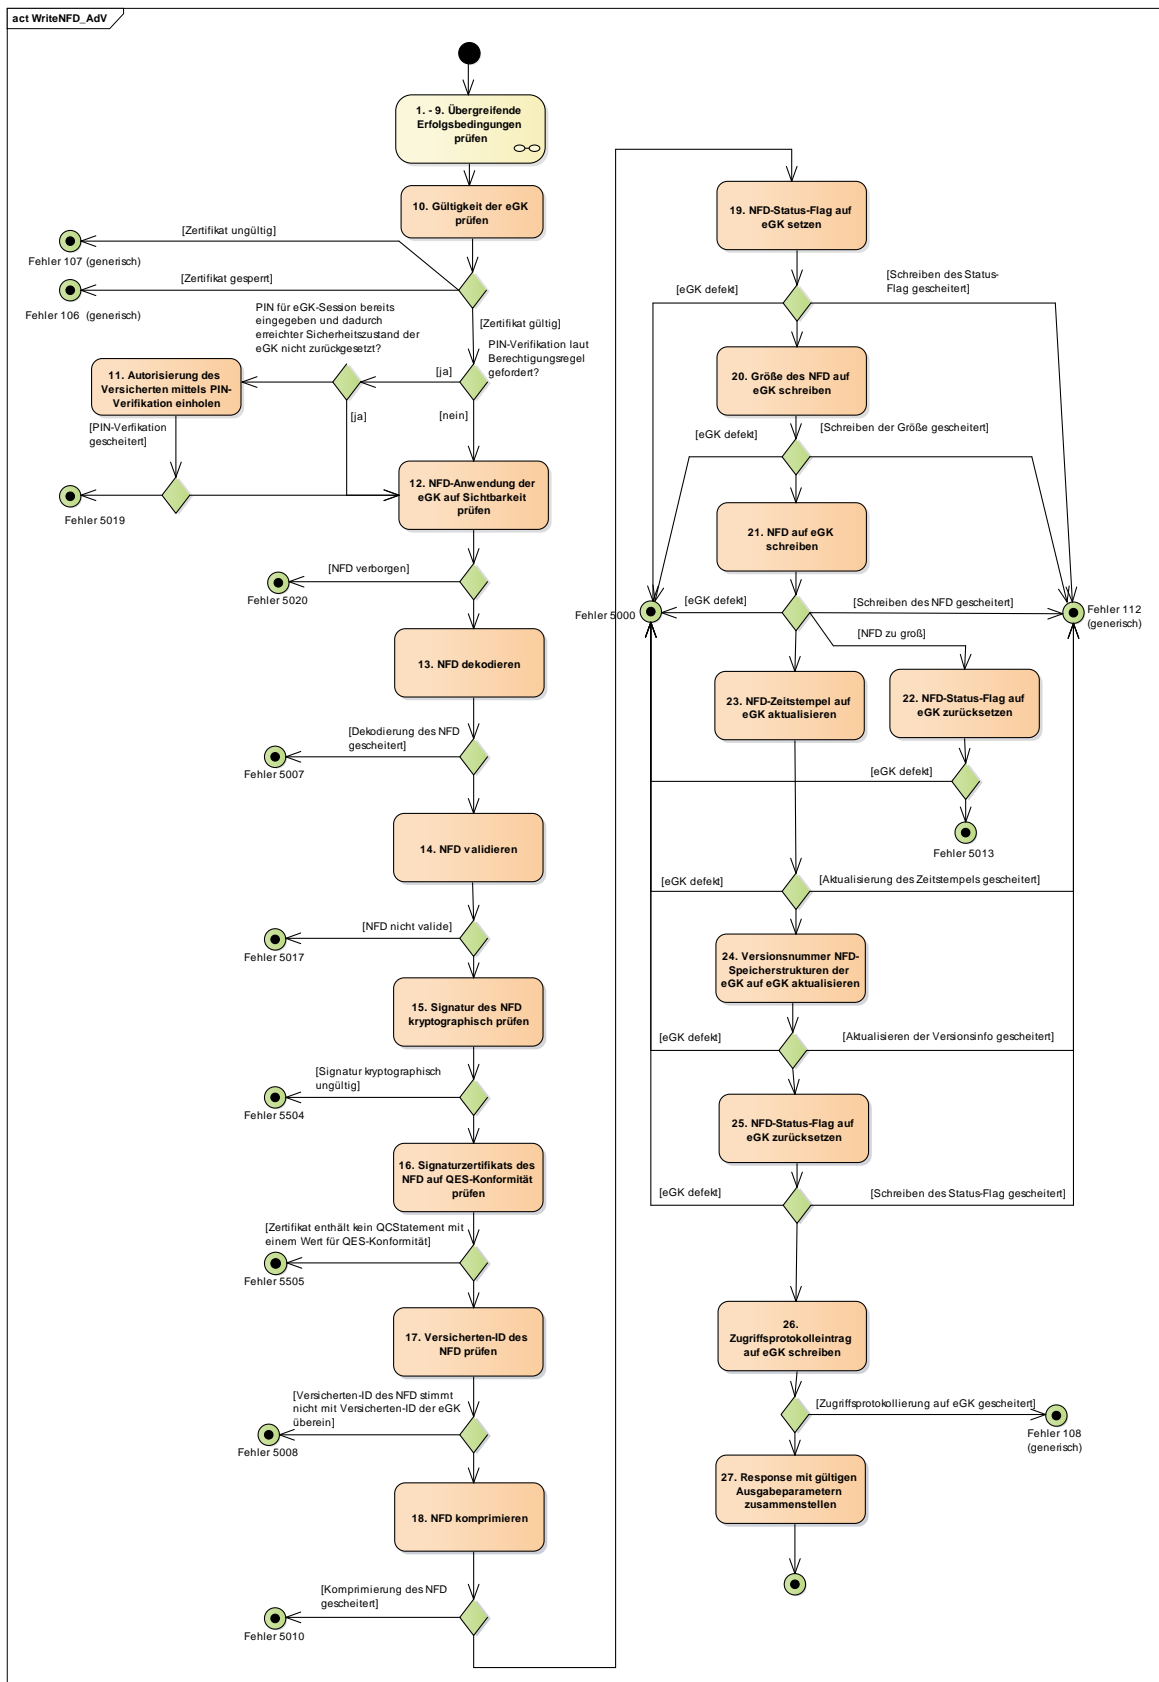 act WriteNFD_AdV
1. - 9. Übergreifende
Erfolgsbedingungen
prüfen
10. Gültigkeit der eGK
prüfen
[Zertifikat ungültig]
Fehler 107 (generisch)
[Zertifikat gesperrt]
Fehler 106  (generisch)
[Zertifikat gültig]
PIN für eGK-Session bereits
eingegeben und dadurch
erreichter Sicherheitszustand der
eGK nicht zurückgesetzt?
PIN-Verifikation laut
Berechtigungsregel
gefordert?
[ja]
11. Autorisierung des
Versicherten mittels PIN-
Verifikation einholen
[ja]
[nein]
[PIN-Verfikation
gescheitert]
Fehler 5019
12. NFD-Anwendung der
eGK auf Sichtbarkeit
prüfen
[NFD verborgen]
Fehler 5020
13. NFD dekodieren
[Dekodierung des NFD
gescheitert]
Fehler 5007
14. NFD validieren
[NFD nicht valide]
Fehler 5017
15. Signatur des NFD
kryptographisch prüfen
[Signatur kryptographisch
ungültig]
Fehler 5504
16. Signaturzertifikats des
NFD auf QES-Konformität
prüfen
[Zertifikat enthält kein QCStatement mit
einem Wert für QES-Konformität]
Fehler 5505
17. Versicherten-ID des
NFD prüfen
[Versicherten-ID des NFD stimmt
nicht mit Versicherten-ID der eGK
überein]
Fehler 5008
18. NFD komprimieren
[Komprimierung des NFD
gescheitert]
Fehler 5010
19. NFD-Status-Flag auf
eGK setzen
[eGK defekt]
[Schreiben des Status-
Flag gescheitert]
20. Größe des NFD auf
eGK schreiben
[eGK defekt]
[Schreiben der Größe gescheitert]
21. NFD auf eGK
schreiben
Fehler 5000
[eGK defekt]
[Schreiben des NFD gescheitert]
Fehler 112
(generisch)
[NFD zu groß]
23. NFD-Zeitstempel auf
eGK aktualisieren
22. NFD-Status-Flag auf
eGK zurücksetzen
[eGK defekt]
Fehler 5013
[eGK defekt]
[Aktualisierung des Zeitstempels gescheitert]
24. Versionsnummer NFD-
Speicherstrukturen der
eGK auf eGK aktualisieren
[eGK defekt]
[Aktualisieren der Versionsinfo gescheitert]
25. NFD-Status-Flag auf
eGK zurücksetzen
[eGK defekt]
[Schreiben des Status-Flag gescheitert]
26.
Zugriffsprotokolleintrag
auf eGK schreiben
[Zugriffsprotokollierung auf eGK gescheitert]
Fehler 108
(generisch)
27. Response mit gültigen
Ausgabeparametern
zusammenstellen